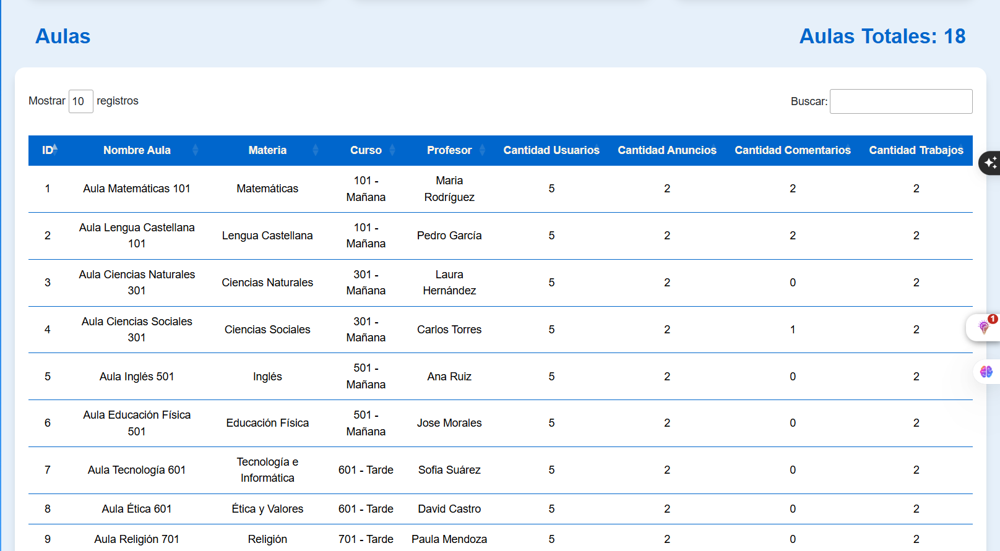 Aulas
Aulas Totales: 18
Mostrar 10 registros
Buscar:
ID Nombre Aula Materia Curso Profesor Cantidad Usuarios Cantidad Anuncios Cantidad Comentarios Cantidad Trabajos
1 Aula Matemáticas 101 Matemáticas 101 - Mañana Maria Rodríguez 5 2 2 2
2 Aula Lengua Castellana 101 Lengua Castellana 101 - Mañana Pedro García 5 2 2 2
3 Aula Ciencias Naturales 301 Ciencias Naturales 301 - Mañana Laura Hernández 5 2 0 2
4 Aula Ciencias Sociales 301 Ciencias Sociales 301 - Mañana Carlos Torres 5 2 1 2
5 Aula Inglés 501 Inglés 501 - Mañana Ana Ruiz 5 2 0 2
6 Aula Educación Física 501 Educación Física 501 - Mañana Jose Morales 5 2 0 2
7 Aula Tecnología 601 Tecnología e Informática 601 - Tarde Sofia Suárez 5 2 0 2
8 Aula Ética 601 Ética y Valores 601 - Tarde David Castro 5 2 0 2
9 Aula Religión 701 Religión 701 - Tarde Paula Mendoza 5 2 0 2
1